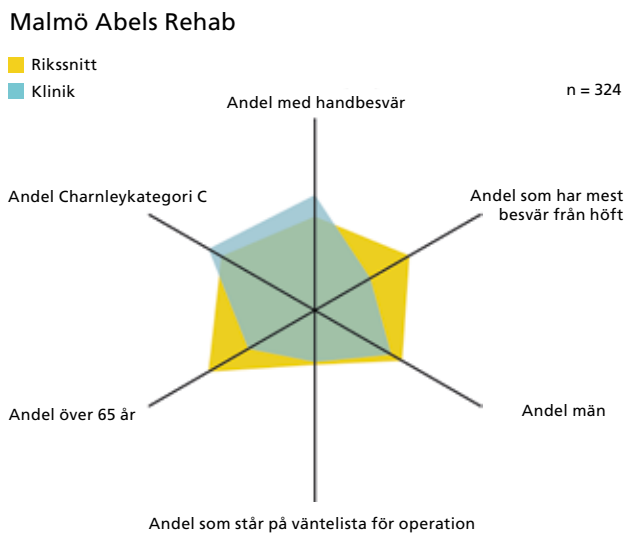 Malmö Abels Rehab
Rikssnitt
Klinik
n = 324
Andel med handbesvär
Andel Charnleykategori C
Andel som har mest
besvär från höft
Andel över 65 år
Andel män
Andel som står på väntelista för operation